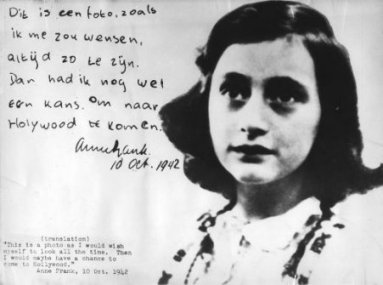 Dit is een foto, zoals
ik me zou wensen,
altijd zo te zijn.
Dan had ik nog wel
een kans om naar
Holywood te komen.
AnneFrank.
10 Oct. 1942
(translation)
"This is a photo as I would wish
myself to look all the time. Then
I would maybe have a chance to
come to Hollywood."
Anne Frank, 10 Oct. 1942